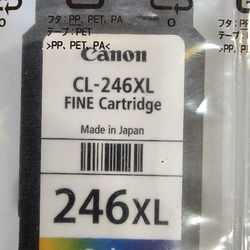 フタ:PP, PET, PA
テープ:PET
>PP, PET, PA<
Canon
CL-246XL
FINE Cartridge
Made in Japan
246XL